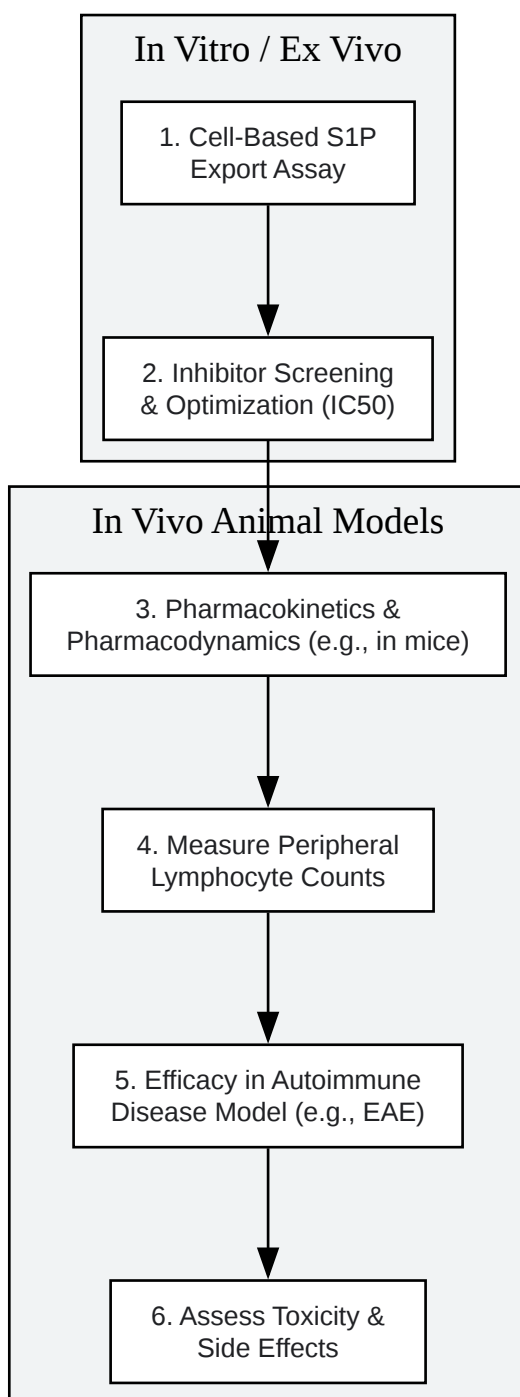 In Vitro / Ex Vivo
1. Cell-Based S1P
Export Assay
2. Inhibitor Screening
& Optimization (IC50)
In Vivo Animal Models
3. Pharmacokinetics &
Pharmacodynamics (e.g., in mice)
4. Measure Peripheral
Lymphocyte Counts
5. Efficacy in Autoimmune
Disease Model (e.g., EAE)
6. Assess Toxicity &
Side Effects